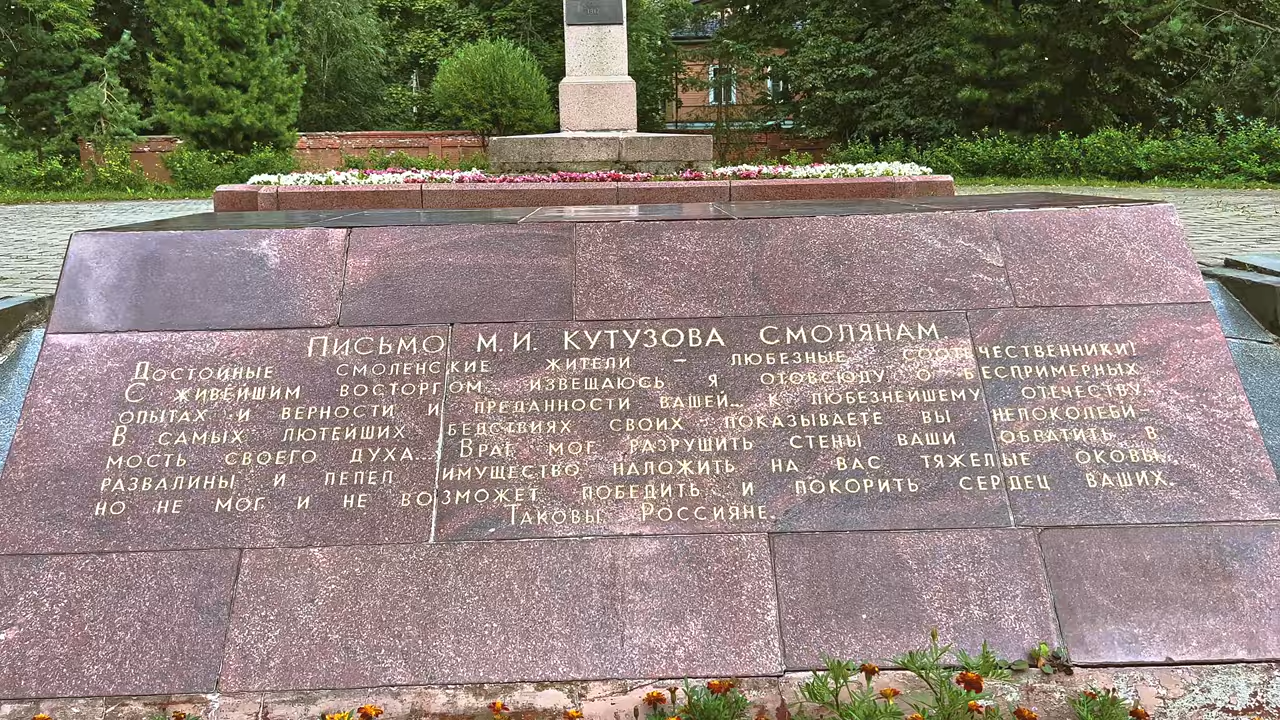 1912
ПИСЬМО М.И. КУТУЗОВА СМОЛЯНАМ
ДОСТОЙНЫЕ СМОЛЕНСКИЕ ЖИТЕЛИ – ЛЮБЕЗНЫЕ СООТЕЧЕСТВЕННИКИ!
С ЖИВЕЙШИМ ВОСТОРГОМ... ИЗВЕЩАЮСЬ Я ОТОВСЮДУ О БЕСПРИМЕРНЫХ
ОПЫТАХ И ВЕРНОСТИ И ПРЕДАННОСТИ ВАШЕЙ... К ЛЮБЕЗНЕЙШЕМУ ОТЕЧЕСТВУ.
В САМЫХ ЛЮТЕЙШИХ БЕДСТВИЯХ СВОИХ ПОКАЗЫВАЕТЕ ВЫ НЕПОКОЛЕБИ-
МОСТЬ СВОЕГО ДУХА... ВРАГ МОГ РАЗРУШИТЬ СТЕНЫ ВАШИ, ОБРАТИТЬ В
РАЗВАЛИНЫ И ПЕПЕЛ ИМУЩЕСТВО, НАЛОЖИТЬ НА ВАС ТЯЖЕЛЫЕ ОКОВЫ,
НО НЕ МОГ И НЕ ВОЗМОЖЕТ ПОБЕДИТЬ И ПОКОРИТЬ СЕРДЕЦ ВАШИХ.
ТАКОВЫ РОССИЯНЕ.